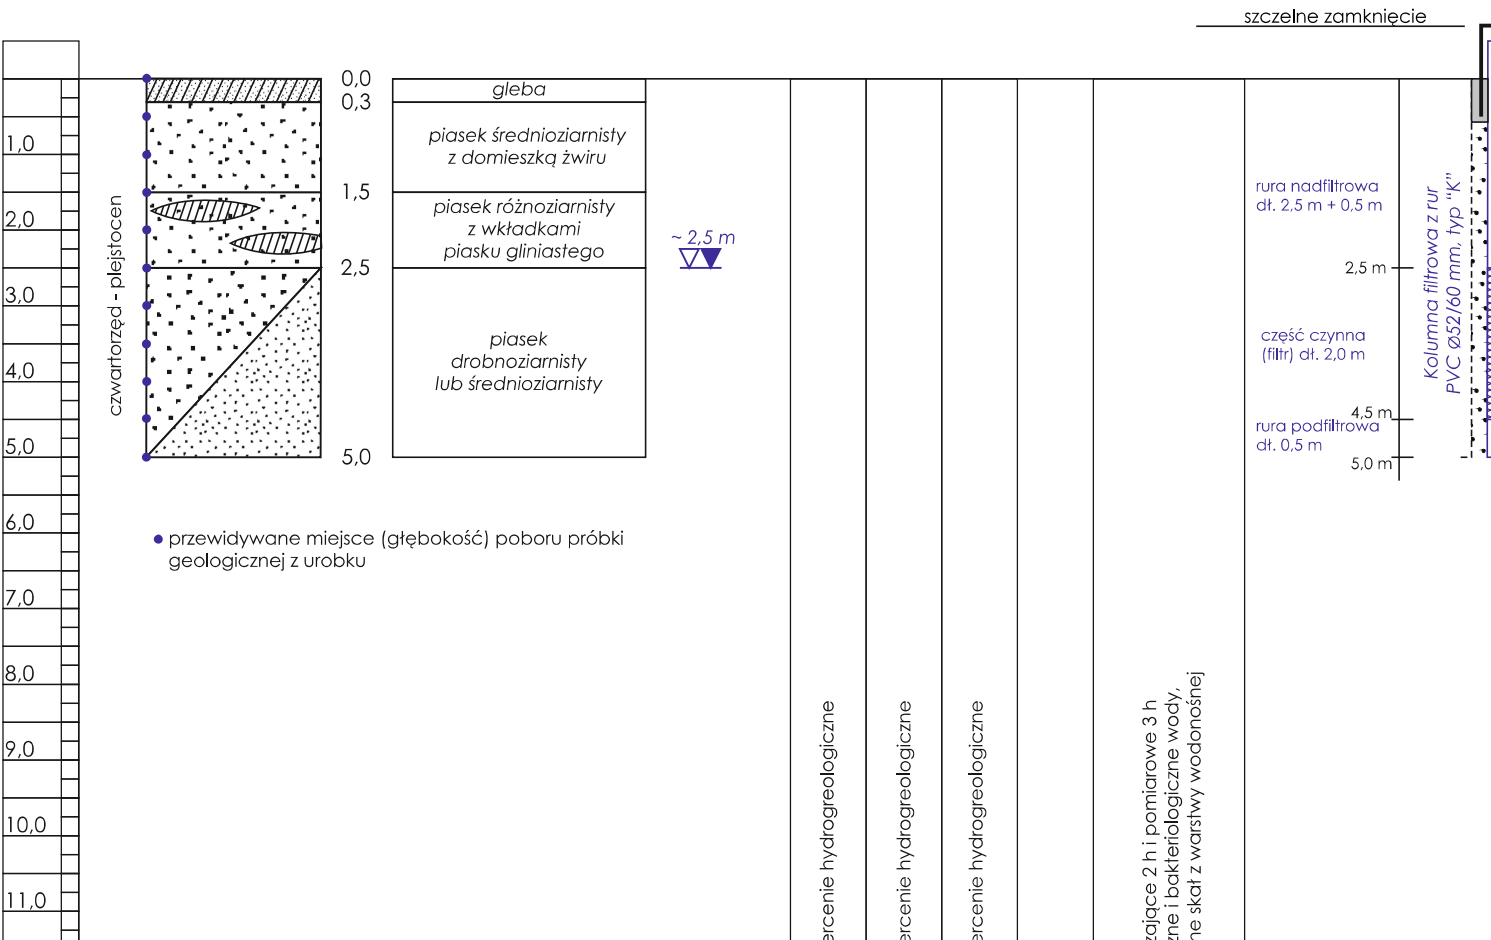 szczelne zamknięcie
0,0
gleba
0,3
1,0
piasek średnioziarnisty
z domieszką żwiru
1,5
2,0
piasek różnoziarnisty
z wkładkami
piasku gliniastego
~ 2,5 m
2,5
czwartorzęd - plejstocen
3,0
piasek
drobnoziarnisty
lub średnioziarnisty
4,0
5,0
5,0
rura nadfiltrowa
dł. 2,5 m + 0,5 m
2,5 m
część czynna
(filtr) dł. 2,0 m
4,5 m
rura podfiltrowa
dł. 0,5 m
5,0 m
Kolumna filtrowa z rur
PVC ø52/60 mm, typ "K"
6,0
przewidywane miejsce (głębokość) poboru próbki
geologicznej z urobku
7,0
8,0
9,0
10,0
11,0
ercenie hydrogreologiczne
ercenie hydrogreologiczne
ercenie hydrogreologiczne
zające 2 h i pomiarowe 3 h
zne i bakteriologiczne wody,
ne skał z warstwy wodonośnej